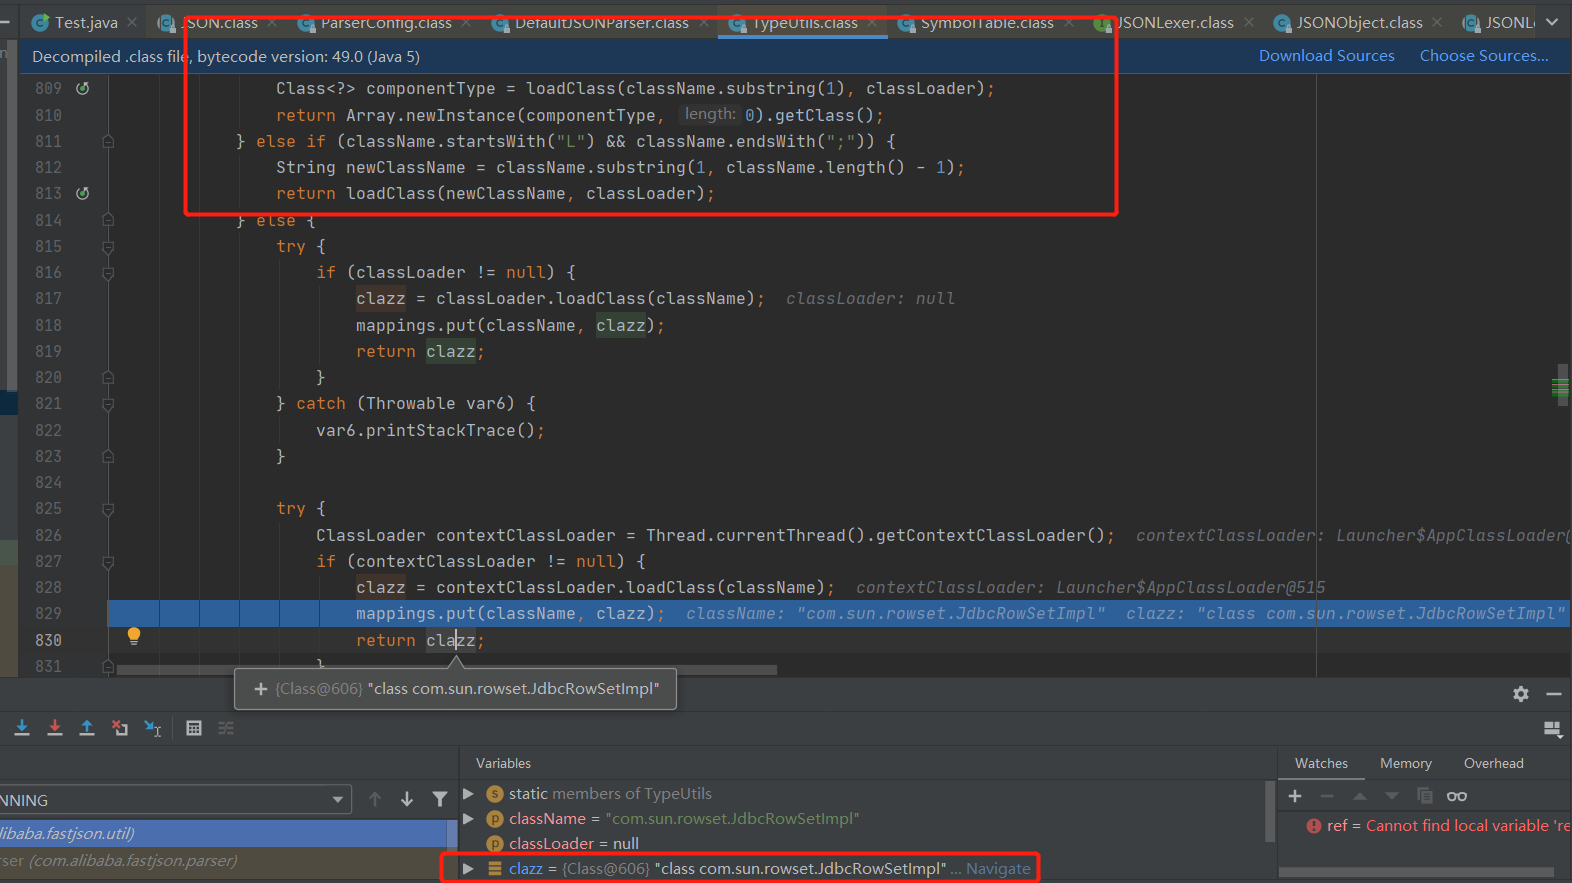 Test.java JSON.class ParserConfig.class DefaultJSONParser.class TypeUtils.class SymbolTable.class JSONLexer.class JSONObject.class JSONL
Decompiled .class file, bytecode version: 49.0 (Java 5) Download Sources Choose Sources...
809 Class<?> componentType = loadClass(className.substring(1), classLoader);
810 return Array.newInstance(componentType, length: 0).getClass();
811 } else if (className.startsWith("L") && className.endsWith(";")) {
812 String newClassName = className.substring(1, className.length() - 1);
813 return loadClass(newClassName, classLoader);
814 } else {
815 try {
816 if (classLoader != null) {
817 clazz = classLoader.loadClass(className); classLoader: null
818 mappings.put(className, clazz);
819 return clazz;
820 }
821 } catch (Throwable var6) {
822 var6.printStackTrace();
823 }
824
825 try {
826 ClassLoader contextClassLoader = Thread.currentThread().getContextClassLoader(); contextClassLoader: Launcher$AppClassLoader@
827 if (contextClassLoader != null) {
828 clazz = contextClassLoader.loadClass(className); contextClassLoader: Launcher$AppClassLoader@515
829 mappings.put(className, clazz); className: "com.sun.rowset.JdbcRowSetImpl" clazz: "class com.sun.rowset.JdbcRowSetImpl"
830 return clazz;
831 }
+ {Class@606} "class com.sun.rowset.JdbcRowSetImpl"
Variables
Watches Memory Overhead
NNING
static members of TypeUtils
className = "com.sun.rowset.JdbcRowSetImpl"
classLoader = null
clazz = {Class@606} "class com.sun.rowset.JdbcRowSetImpl" ... Navigate
ref = Cannot find local variable 're
libaba.fastjson.util)
rser (com.alibaba.fastjson.parser)